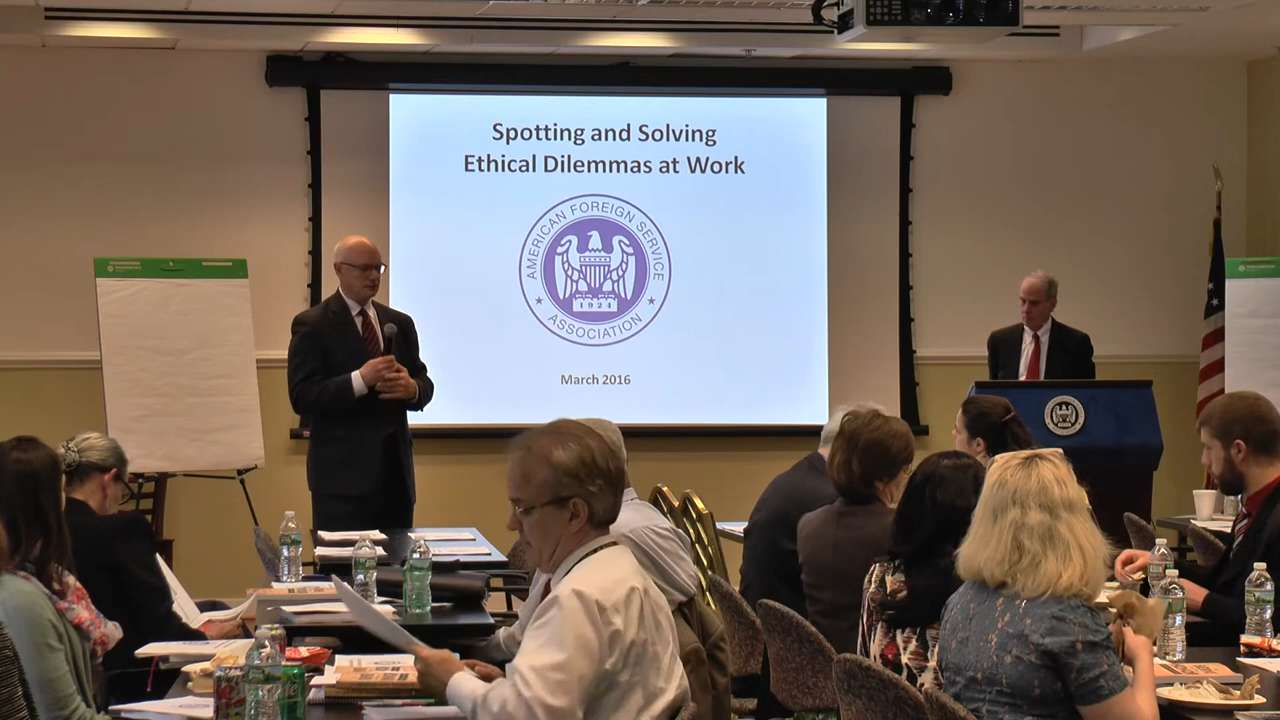 Spotting and Solving
Ethical Dilemmas at Work
AMERICAN FOREIGN SERVICE
1924
ASSOCIATION
March 2016